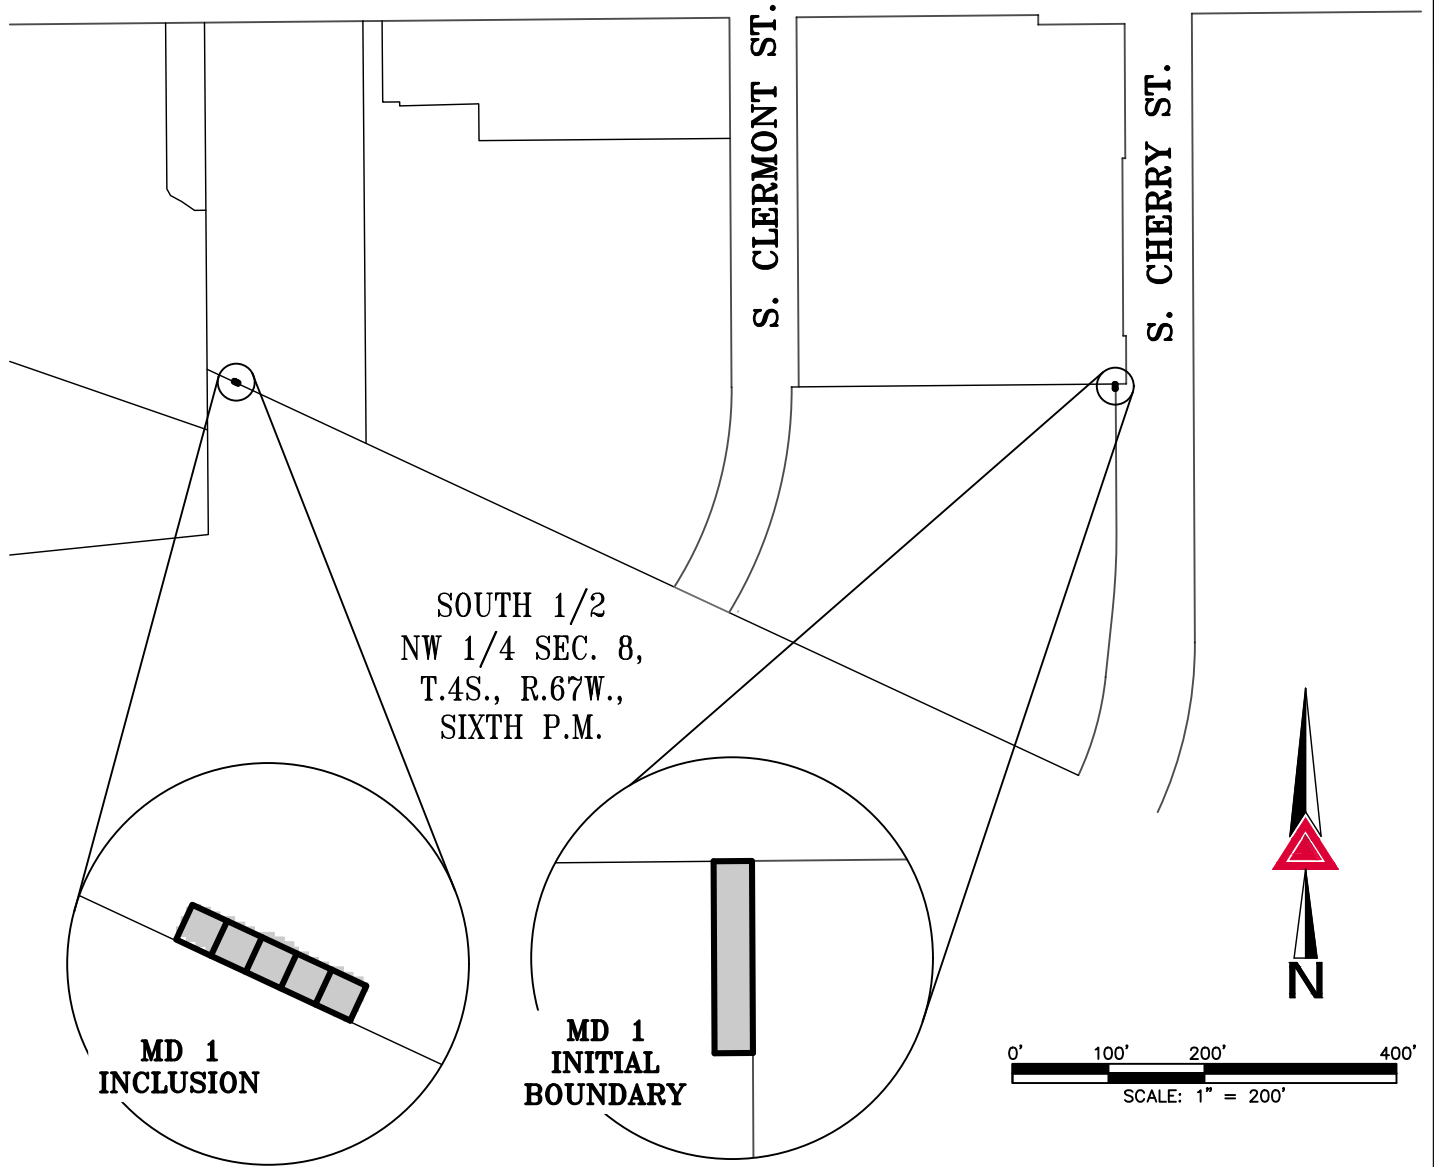 S. CLERMONT ST.
S. CHERRY ST.
SOUTH 1/2
NW 1/4 SEC. 8,
T.4S., R.67W.,
SIXTH P.M.
MD 1
INCLUSION
MD 1
INITIAL
BOUNDARY
N
0' 100' 200' 400'
SCALE: 1" = 200'